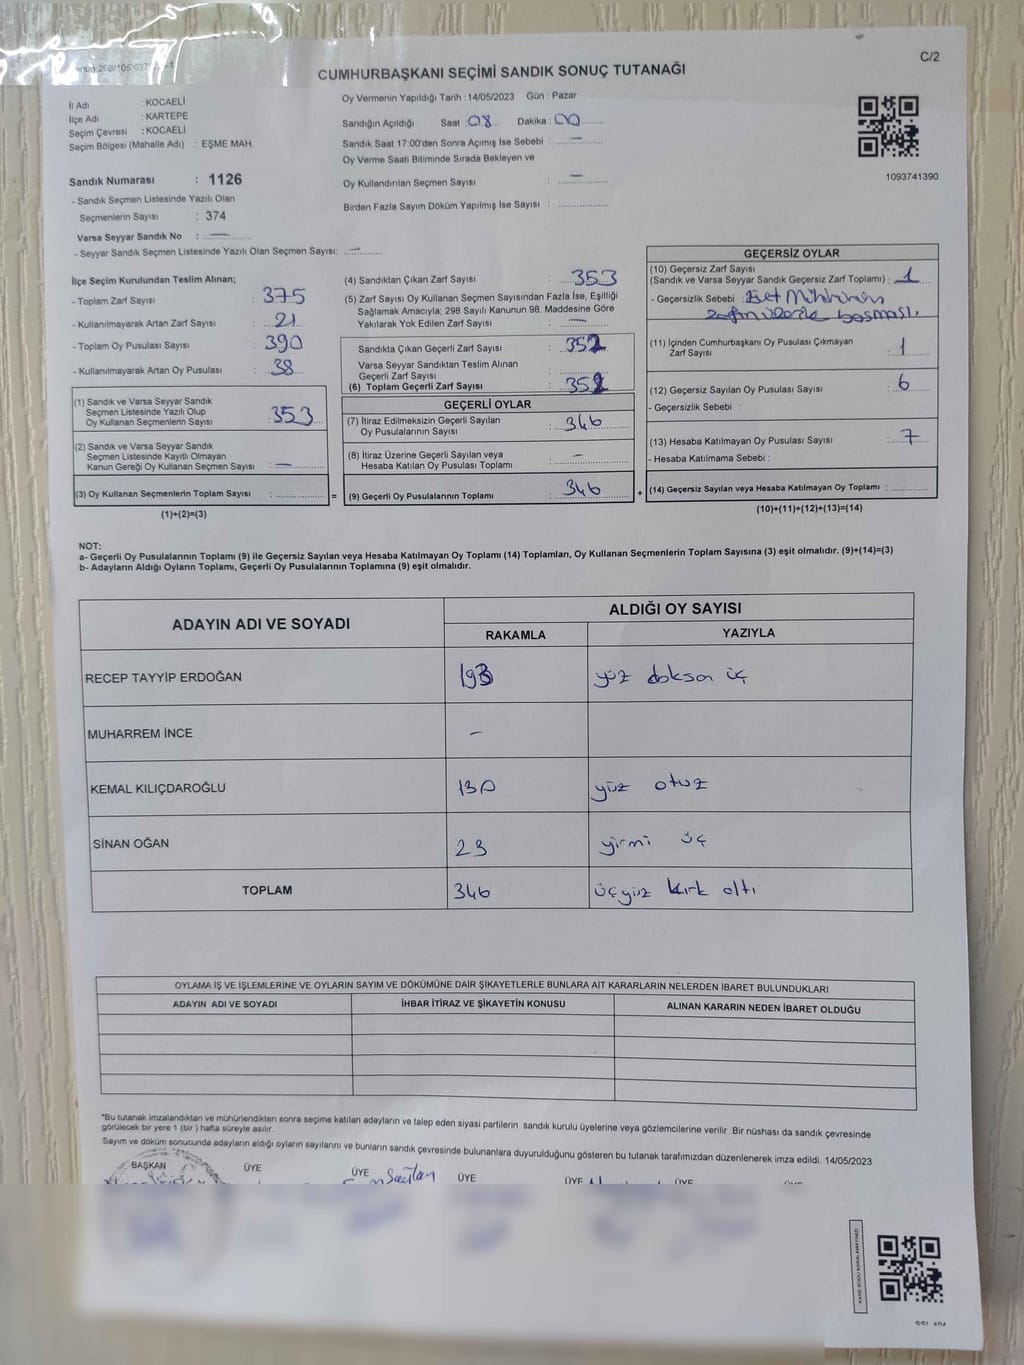 C/2
CUMHURBAŞKANI SEÇİMİ SANDIK SONUÇ TUTANAĞI
İl Adı : KOCAELİ
İlçe Adı : KARTEPE
Seçim Çevresi : KOCAELİ
Seçim Bölgesi (Mahalle Adı) : EŞME MAH.
Sandık Numarası : 1126
- Sandık Seçmen Listesinde Yazılı Olan
Seçmenlerin Sayısı : 374
Varsa Seyyar Sandık No : —
- Seyyar Sandık Seçmen Listesinde Yazılı Olan Seçmen Sayısı: —
Oy Vermenin Yapıldığı Tarih : 14/05/2023 Gün : Pazar
Sandığın Açıldığı Saat : 08 Dakika : 00
Sandık Saat 17:00'den Sonra Açımış İse Sebebi : —
Oy Verme Saati Bitiminde Sırada Bekleyen ve
Oy Kullandırılan Seçmen Sayısı : —
Birden Fazla Sayım Döküm Yapılmış İse Sayısı :
1093741390
İlçe Seçim Kurulundan Teslim Alınan;
- Toplam Zarf Sayısı : 375
- Kullanılmayarak Artan Zarf Sayısı : 21
- Toplam Oy Pusulası Sayısı : 390
- Kullanılmayarak Artan Oy Pusulası : 38
(1) Sandık ve Varsa Seyyar Sandık
Seçmen Listesinde Yazılı Olup
Oy Kullanan Seçmenlerin Sayısı : 353
(2) Sandık ve Varsa Seyyar Sandık
Seçmen Listesinde Kayıtlı Olmayan
Kanun Gereği Oy Kullanan Seçmen Sayısı : —
(3) Oy Kullanan Seçmenlerin Toplam Sayısı :
(1)+(2)=(3)
(4) Sandıktan Çıkan Zarf Sayısı : 353
(5) Zarf Sayısı Oy Kullanan Seçmen Sayısından Fazla İse, Eşitliği
Sağlamak Amacıyla; 298 Sayılı Kanunun 98. Maddesine Göre
Yakılarak Yok Edilen Zarf Sayısı : —
Sandıkta Çıkan Geçerli Zarf Sayısı : 352
Varsa Seyyar Sandıktan Teslim Alınan
Geçerli Zarf Sayısı :
(6) Toplam Geçerli Zarf Sayısı : 352
GEÇERLİ OYLAR
(7) İtiraz Edilmeksizin Geçerli Sayılan
Oy Pusulalarının Sayısı : 346
(8) İtiraz Üzerine Geçerli Sayılan veya
Hesaba Katılan Oy Pusulası Toplamı : -
= (9) Geçerli Oy Pusulalarının Toplamı : 346
GEÇERSİZ OYLAR
(10) Geçersiz Zarf Sayısı
(Sandık ve Varsa Seyyar Sandık Geçersiz Zarf Toplamı) : 1
- Geçersizlik Sebebi : Evet Mührünün
zarfın üzerine basması.
(11) İçinden Cumhurbaşkanı Oy Pusulası Çıkmayan
Zarf Sayısı : 1
(12) Geçersiz Sayılan Oy Pusulası Sayısı : 6
- Geçersizlik Sebebi :
(13) Hesaba Katılmayan Oy Pusulası Sayısı : 7
- Hesaba Katılmama Sebebi :
+ (14) Geçersiz Sayılan veya Hesaba Katılmayan Oy Toplamı :
(10)+(11)+(12)+(13)=(14)
NOT:
a- Geçerli Oy Pusulalarının Toplamı (9) ile Geçersiz Sayılan veya Hesaba Katılmayan Oy Toplamı (14) Toplamları, Oy Kullanan Seçmenlerin Toplam Sayısına (3) eşit olmalıdır. (9)+(14)=(3)
b- Adayların Aldığı Oyların Toplamı, Geçerli Oy Pusulalarının Toplamına (9) eşit olmalıdır.
ADAYIN ADI VE SOYADI
ALDIĞI OY SAYISI
RAKAMLA YAZIYLA
RECEP TAYYİP ERDOĞAN 193 yüz doksan üç
MUHARREM İNCE -
KEMAL KILIÇDAROĞLU 130 yüz otuz
SİNAN OĞAN 23 yirmi üç
TOPLAM 346 üçyüz kırk altı
OYLAMA İŞ VE İŞLEMLERİNE VE OYLARIN SAYIM VE DÖKÜMÜNE DAİR ŞİKAYETLERLE BUNLARA AİT KARARLARIN NELERDEN İBARET BULUNDUKLARI
ADAYIN ADI VE SOYADI İHBAR İTİRAZ VE ŞİKAYETİN KONUSU ALINAN KARARIN NEDEN İBARET OLDUĞU
*Bu tutanak imzalandıktan ve mühürlendikten sonra seçime katılan adayların ve talep eden siyasi partilerin sandık kurulu üyelerine veya gözlemcilerine verilir .Bir nüshası da sandık çevresinde
görülecek bir yere 1 (bir ) hafta süreyle asılır.
Sayım ve döküm sonucunda adayların aldığı oyların sayılarını ve bunların sandık çevresinde bulunanlara duyurulduğunu gösteren bu tutanak tarafımızdan düzenlenerek imza edildi. 14/05/2023
BAŞKAN ÜYE ÜYE ÜYE ÜYE ÜYE